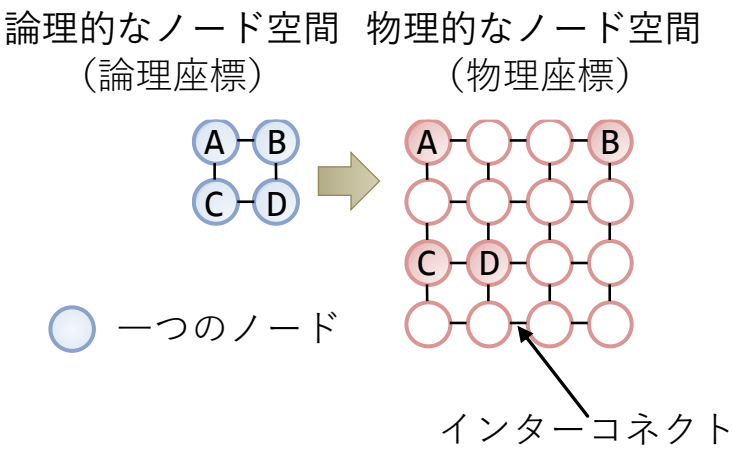 論理的なノード空間 物理的なノード空間
（論理座標） （物理座標）
A B A B
C D C D
一つのノード
インターコネクト